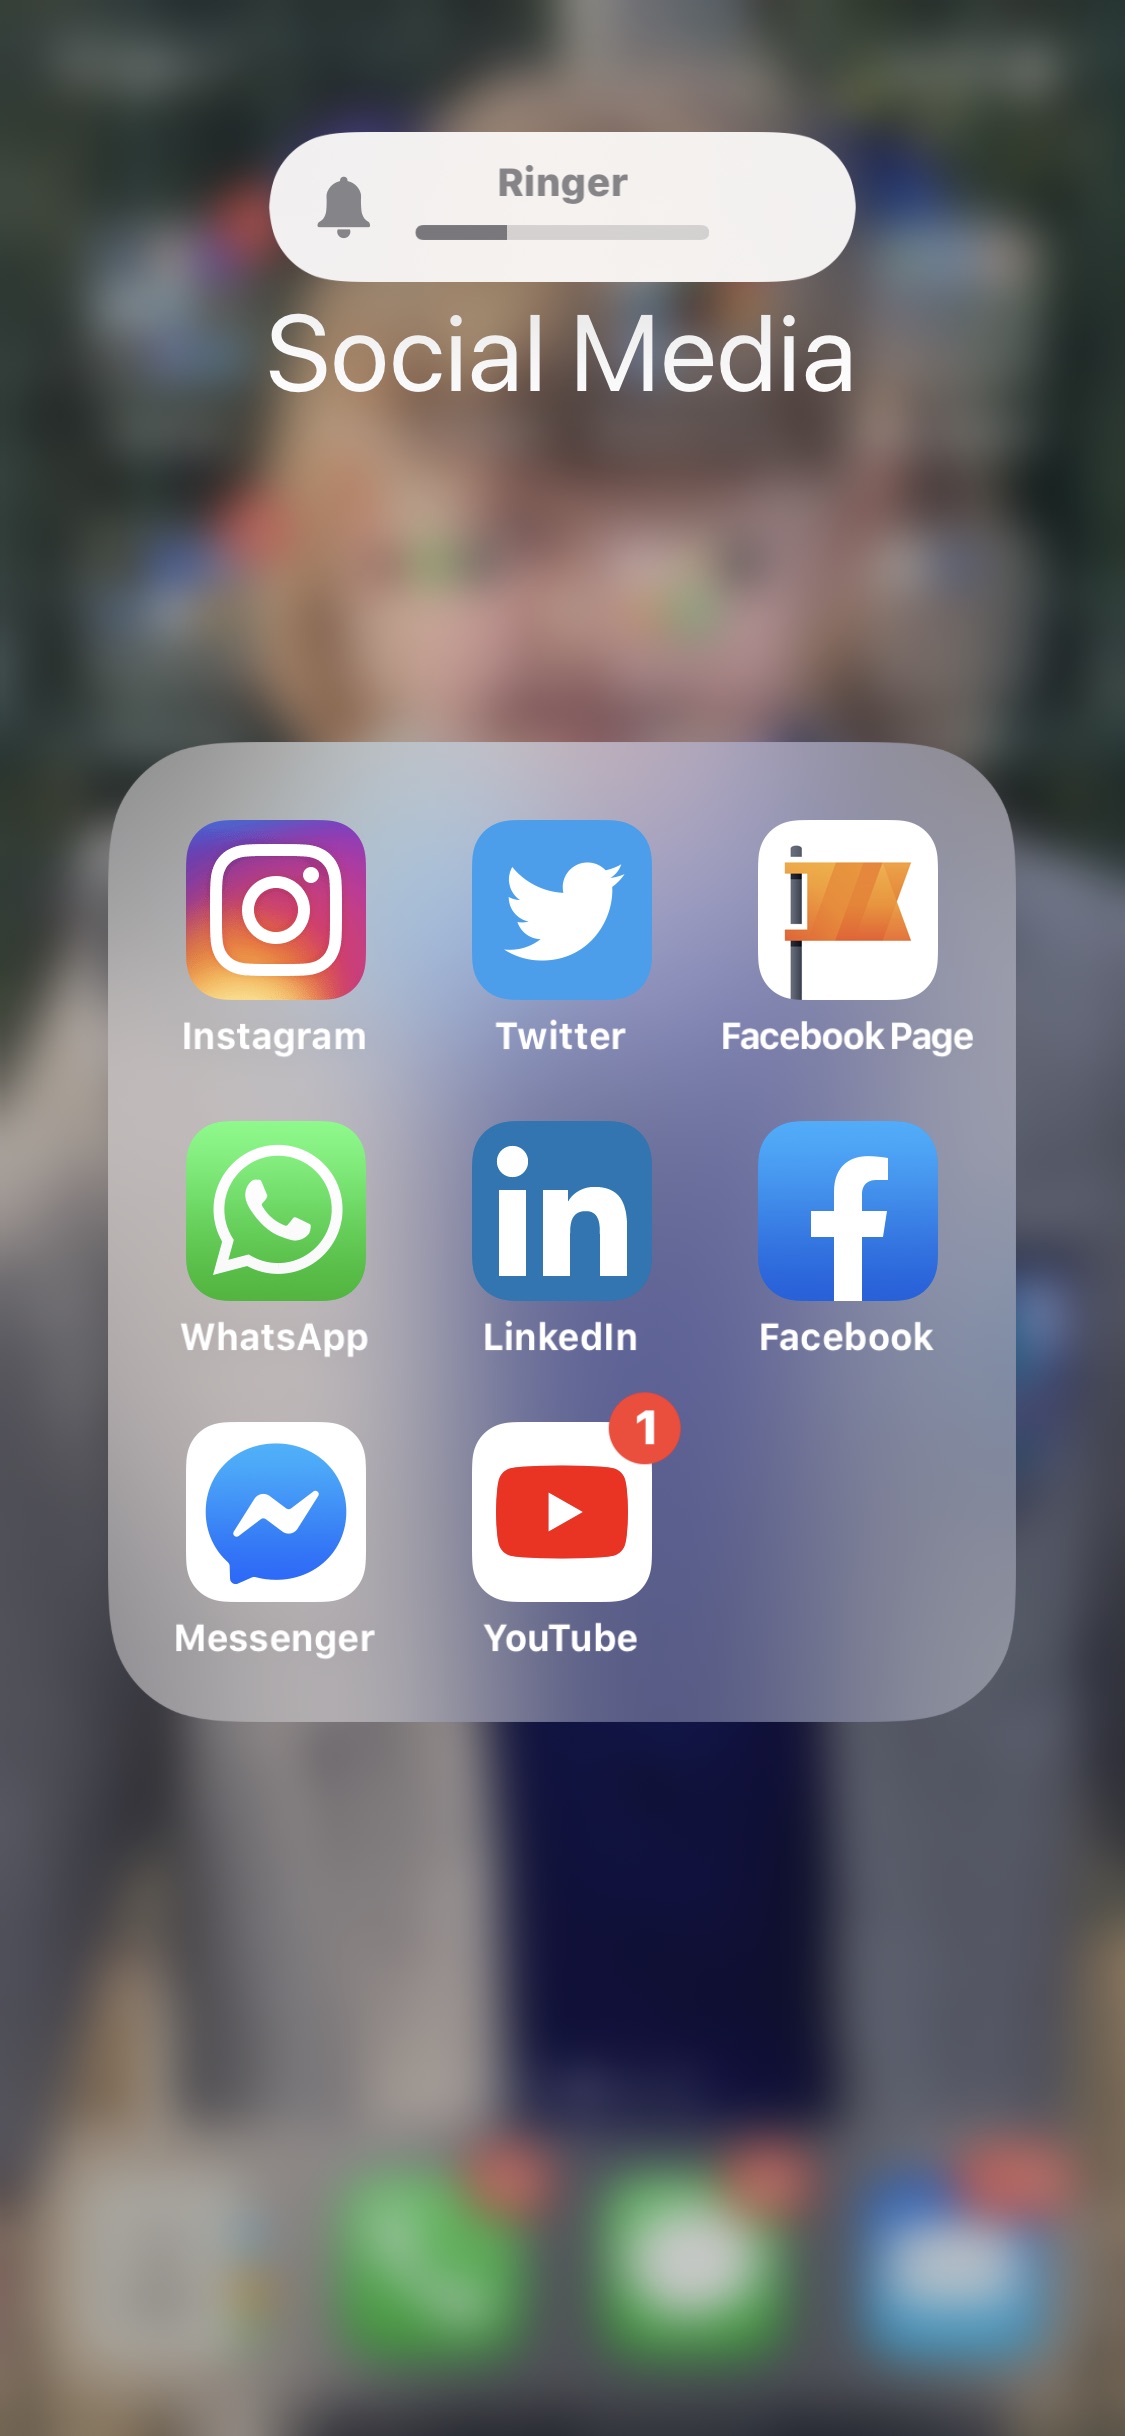 Ringer
Social Media
Instagram
Twitter
Facebook Page
WhatsApp
LinkedIn
Facebook
1
Messenger
YouTube